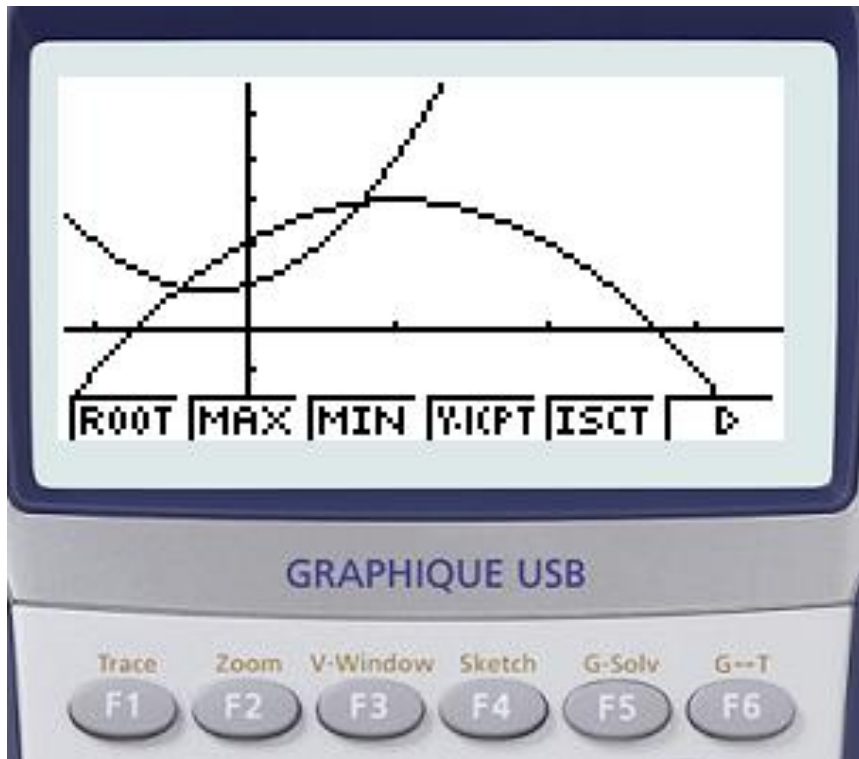 ROOT MAX MIN Y-ICPT ISCT
GRAPHIQUE USB
Trace Zoom V-Window Sketch G-Solv G↔T
F1 F2 F3 F4 F5 F6